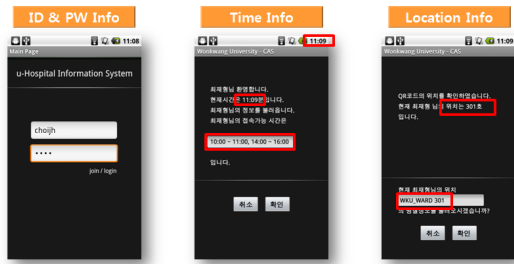 ID & PW Info
11:08
Main Page
u-Hospital Information System
choijh
••••
join / login
Time Info
11:09
Wonkwang University - CAS
최재형님 환영합니다.
현재시간은 11:09분입니다.
최재형님의 정보를 불러옵니다.
최재형님의 접속가능 시간은
10:00 ~ 11:00, 14:00 ~ 16:00
입니다.
취소
확인
Location Info
11:09
Wonkwang University - CAS
QR코드의 위치를 확인하였습니다.
현재 최재형 님의 위치는 301호
입니다.
현재 최재형님의 위치
WKU_WARD 301
의 병실정보를 불러오시겠습니까?
취소
확인